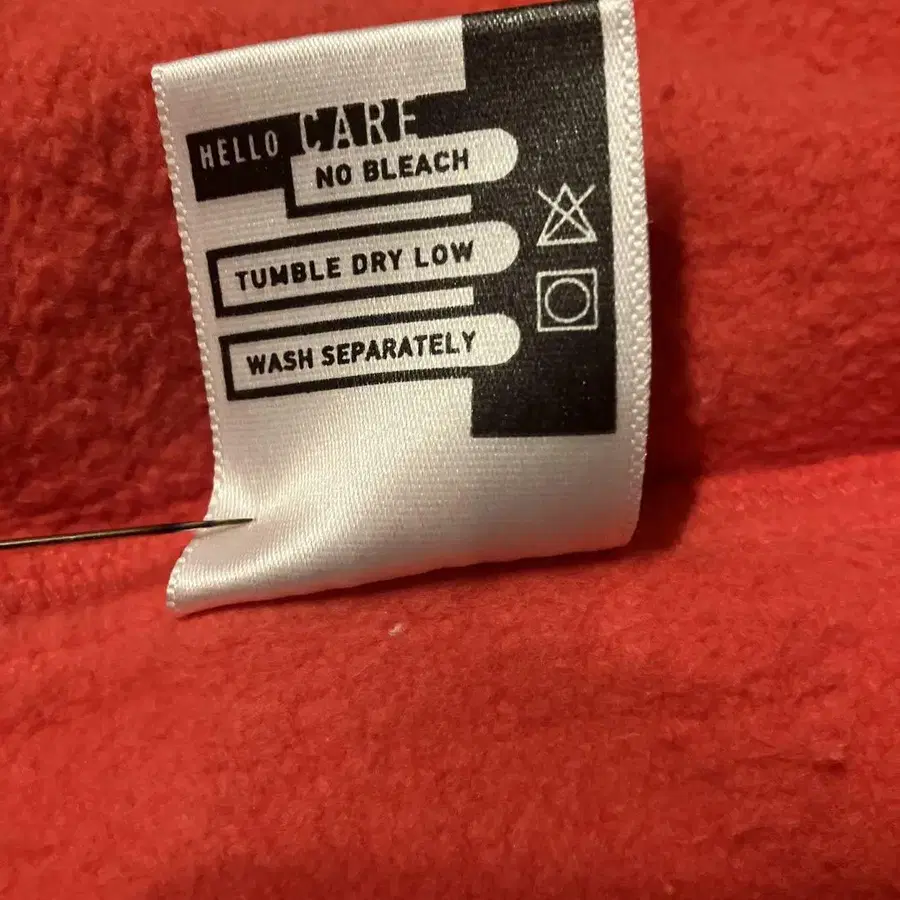 HELLO CARE
NO BLEACH
TUMBLE DRY LOW
WASH SEPARATELY